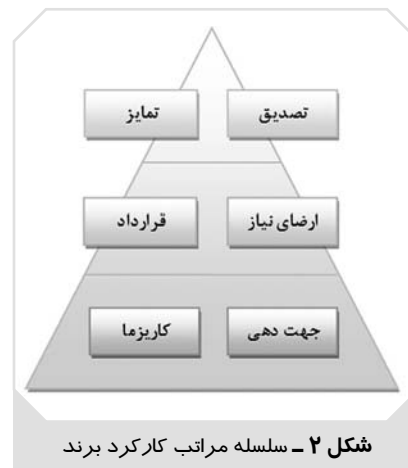 تصدیق
تمایز
ارضای نیاز
قرارداد
جهت دهی
کاریزما
شکل ۲ ـ سلسله مراتب کارکرد برند